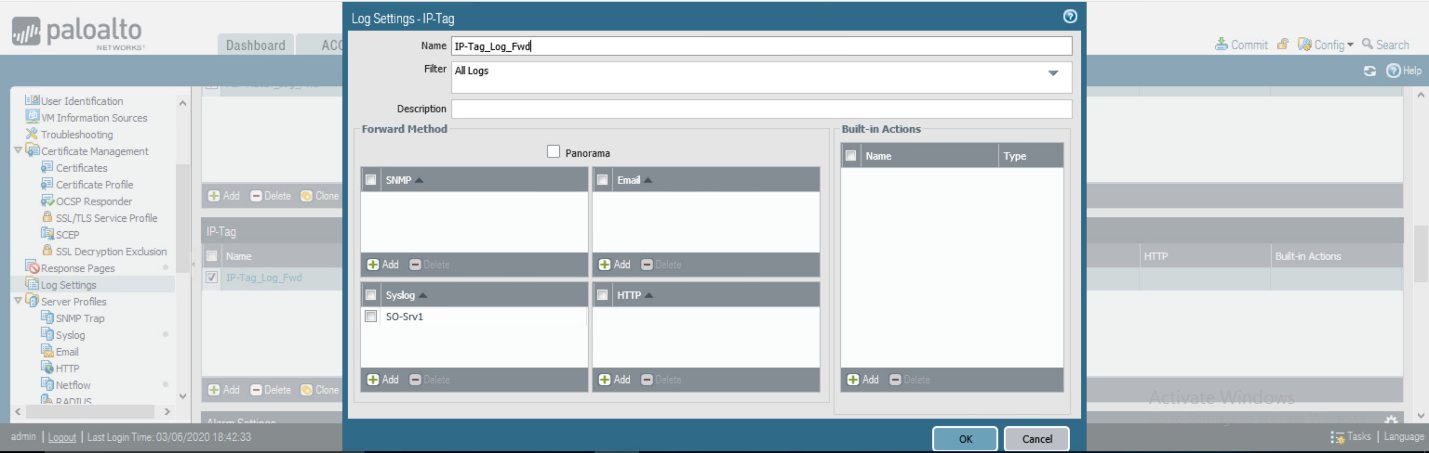 paloalto
NETWORKS®
Dashboard
ACC
Commit
Config
Search
Help
User Identification
VM Information Sources
Troubleshooting
Certificate Management
Certificates
Certificate Profile
OCSP Responder
SSL/TLS Service Profile
SCEP
SSL Decryption Exclusion
Response Pages
Log Settings
Server Profiles
SNMP Trap
Syslog
Email
HTTP
Netflow
RADIUS
Add Delete Clone
IP-Tag
Name
HTTP
Built-in Actions
IP-Tag_Log_Fwd
Add Delete Clone
Alarm Settings
Log Settings - IP-Tag
Name IP-Tag_Log_Fwd
Filter All Logs
Description
Forward Method
Panorama
SNMP
Email
Add Delete
Add Delete
Syslog
HTTP
SO-Srv1
Add Delete
Add Delete
Built-in Actions
Name Type
Add Delete
OK Cancel
Activate Windows
admin | Logout | Last Login Time: 03/06/2020 18:42:33
Tasks | Language